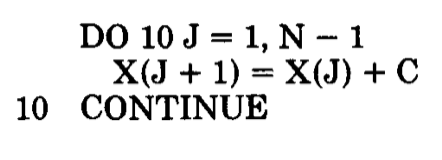 DO 10 J = 1, N − 1
X(J + 1) = X(J) + C
10 CONTINUE